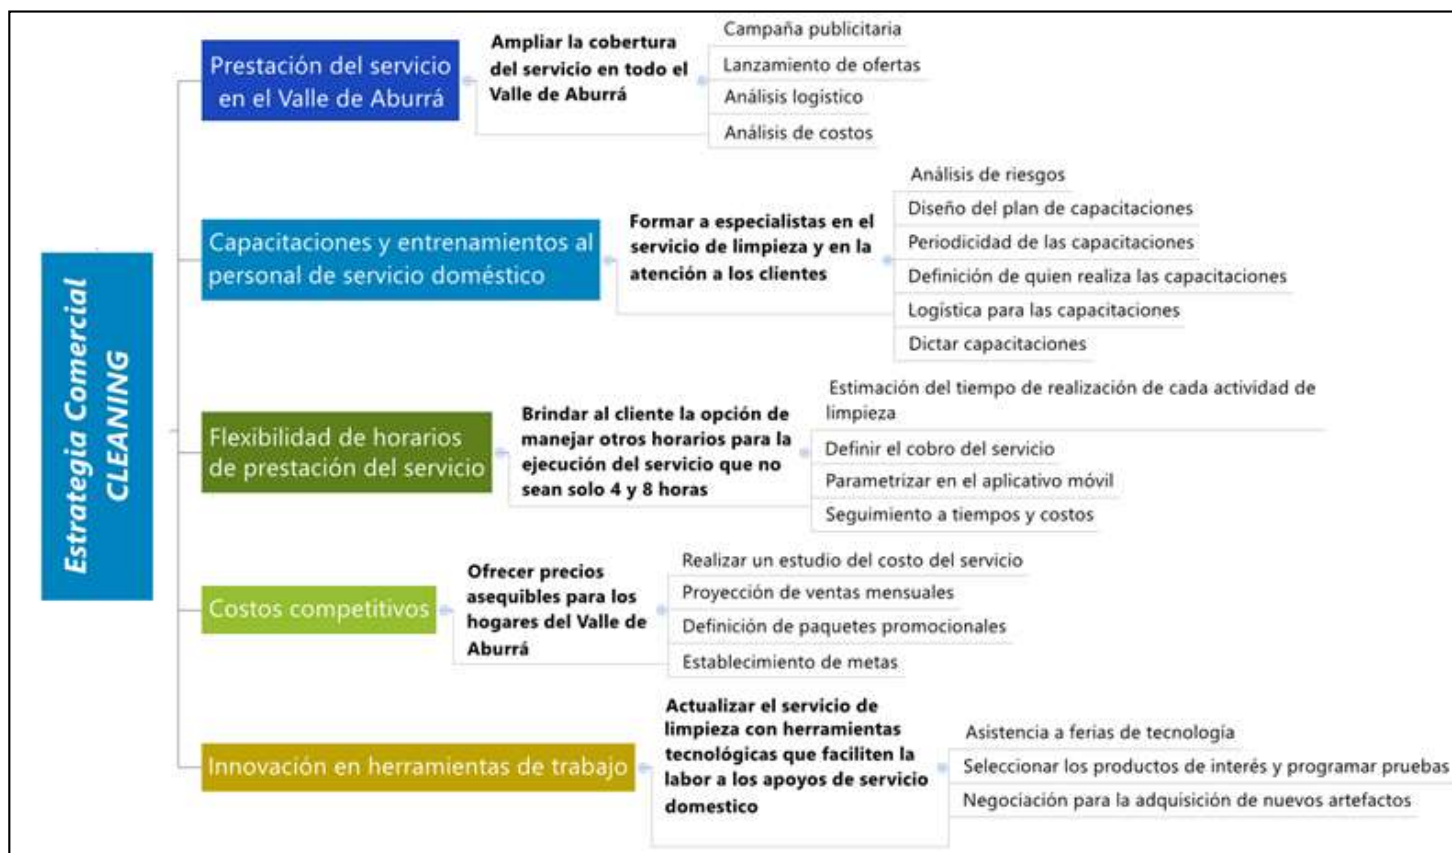 Estrategia Comercial
CLEANING
Prestación del servicio
en el Valle de Aburrá
Ampliar la cobertura
del servicio en todo el
Valle de Aburrá
Campaña publicitaria
Lanzamiento de ofertas
Análisis logístico
Análisis de costos
Capacitaciones y entrenamientos al
personal de servicio doméstico
Formar a especialistas en el
servicio de limpieza y en la
atención a los clientes
Análisis de riesgos
Diseño del plan de capacitaciones
Periodicidad de las capacitaciones
Definición de quien realiza las capacitaciones
Logística para las capacitaciones
Dictar capacitaciones
Flexibilidad de horarios
de prestación del servicio
Brindar al cliente la opción de
manejar otros horarios para la
ejecución del servicio que no
sean solo 4 y 8 horas
Estimación del tiempo de realización de cada actividad de
limpieza
Definir el cobro del servicio
Parametrizar en el aplicativo móvil
Seguimiento a tiempos y costos
Costos competitivos
Ofrecer precios
asequibles para los
hogares del Valle de
Aburrá
Realizar un estudio del costo del servicio
Proyección de ventas mensuales
Definición de paquetes promocionales
Establecimiento de metas
Innovación en herramientas de trabajo
Actualizar el servicio de
limpieza con herramientas
tecnológicas que faciliten la
labor a los apoyos de servicio
domestico
Asistencia a ferias de tecnología
Seleccionar los productos de interés y programar pruebas
Negociación para la adquisición de nuevos artefactos